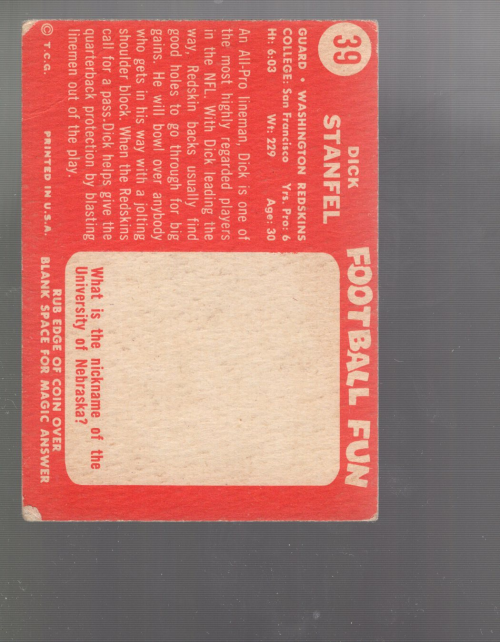 39
DICK
STANFEL
GUARD • WASHINGTON REDSKINS
COLLEGE: San Francisco Yrs. Pro: 6
Ht: 6:03 Wt: 229 Age: 30
An All-Pro lineman, Dick is one of
the most highly regarded players
in the NFL. With Dick leading the
way, Redskin backs usually find
good holes to go through for big
gains. He will bowl over anybody
who gets in his way with a jolting
shoulder block. When the Redskins
call for a pass,Dick helps give the
quarterback protection by blasting
linemen out of the play.
© T.C.G. PRINTED IN U.S.A.
FOOTBALL FUN
What is the nickname of the
University of Nebraska?
RUB EDGE OF COIN OVER
BLANK SPACE FOR MAGIC ANSWER